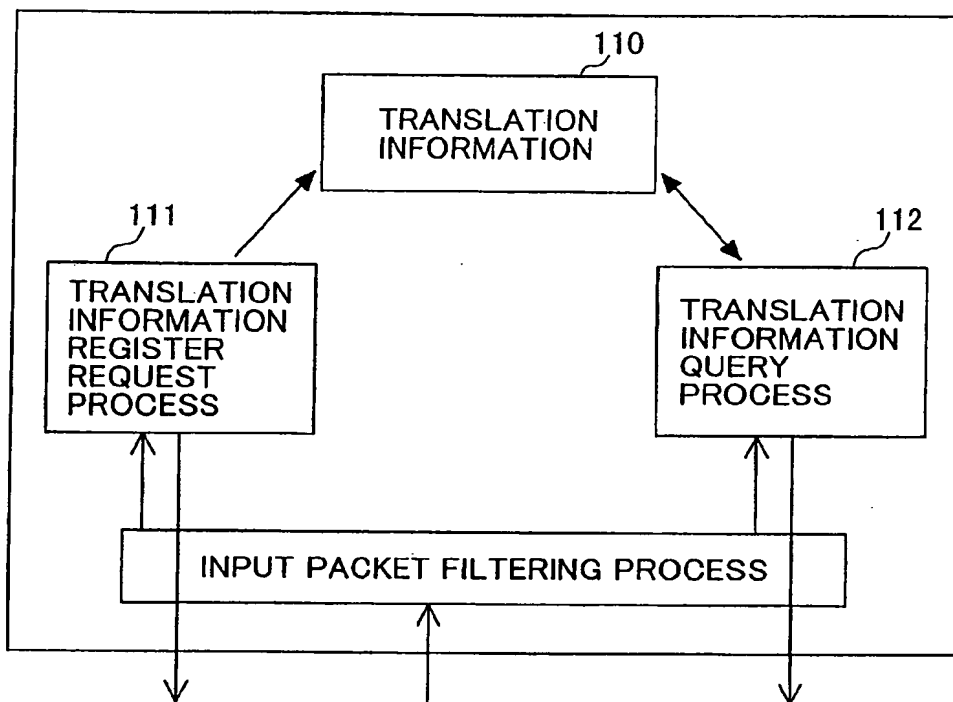 110
TRANSLATION
INFORMATION
111
TRANSLATION
INFORMATION
REGISTER
REQUEST
PROCESS
112
TRANSLATION
INFORMATION
QUERY
PROCESS
INPUT PACKET FILTERING PROCESS